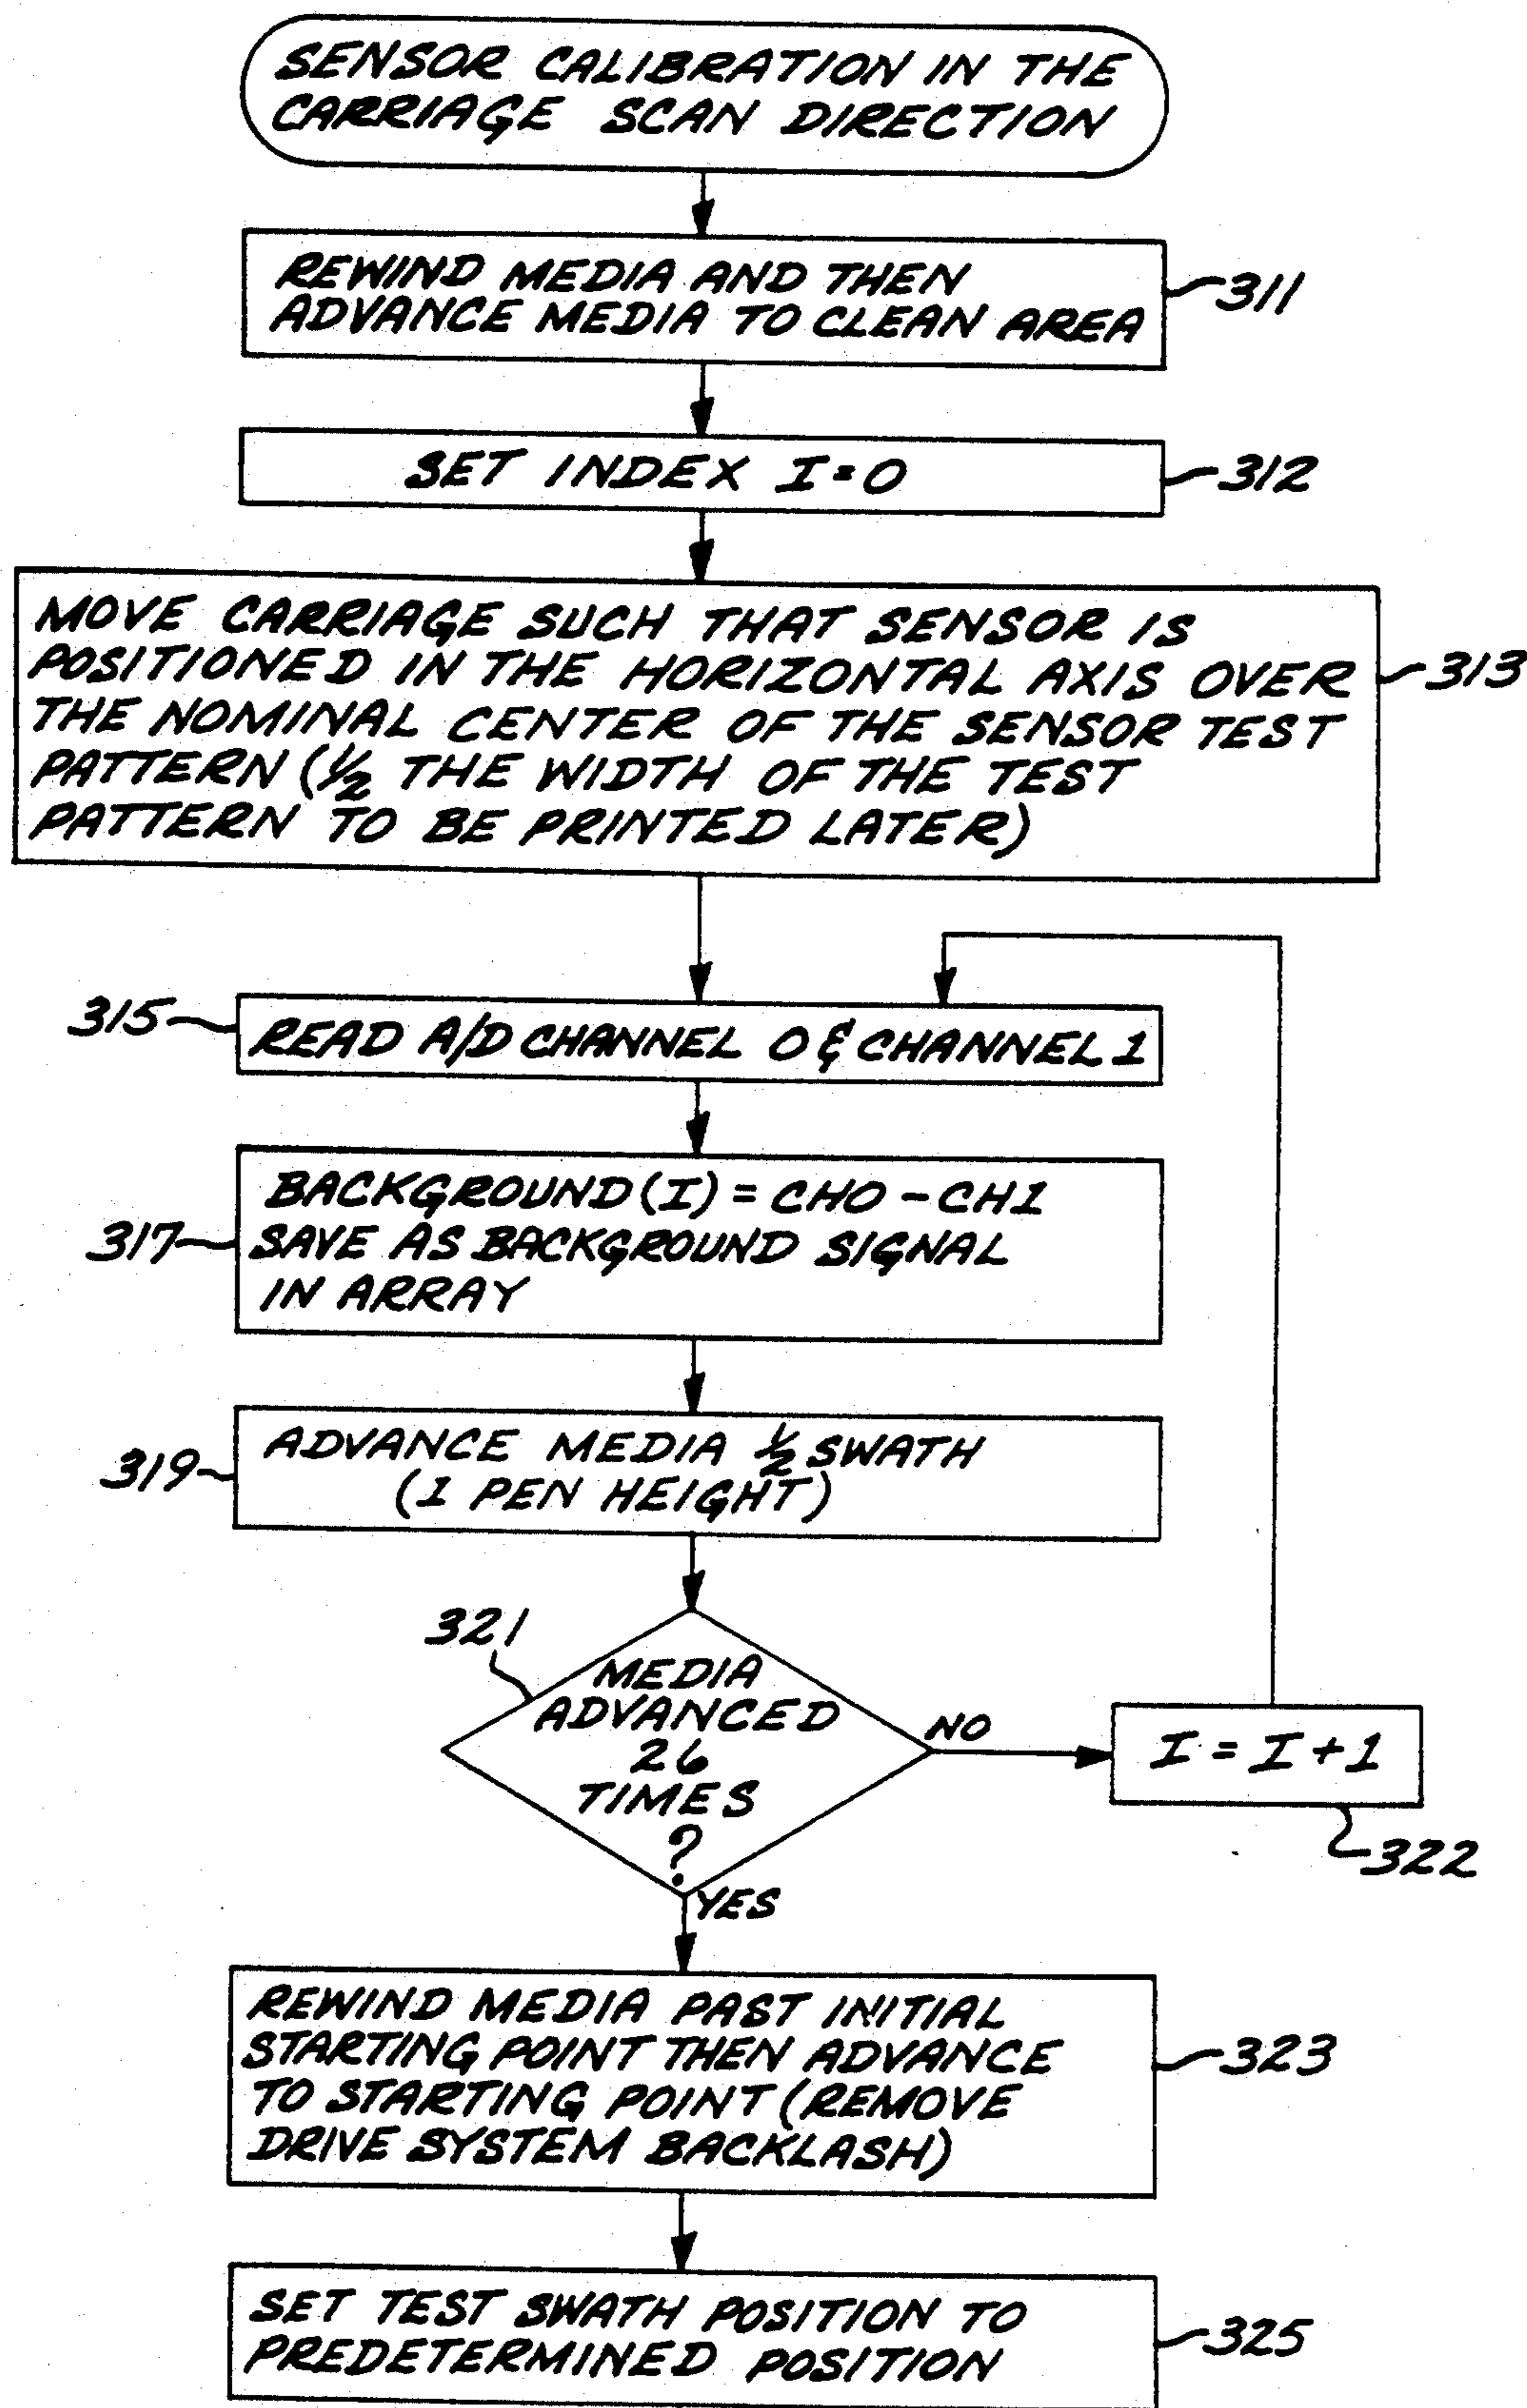 SENSOR CALIBRATION IN THE
CARRIAGE SCAN DIRECTION
REWIND MEDIA AND THEN
ADVANCE MEDIA TO CLEAN AREA
311
SET INDEX I=0
312
MOVE CARRIAGE SUCH THAT SENSOR IS
POSITIONED IN THE HORIZONTAL AXIS OVER
THE NOMINAL CENTER OF THE SENSOR TEST
PATTERN (1/2 THE WIDTH OF THE TEST
PATTERN TO BE PRINTED LATER)
313
315
READ A/D CHANNEL 0 & CHANNEL 1
317
BACKGROUND(I) = CH0 - CH1
SAVE AS BACKGROUND SIGNAL
IN ARRAY
319
ADVANCE MEDIA 1/2 SWATH
(1 PEN HEIGHT)
321
MEDIA
ADVANCED
26
TIMES
?
NO
I = I + 1
322
YES
REWIND MEDIA PAST INITIAL
STARTING POINT THEN ADVANCE
TO STARTING POINT (REMOVE
DRIVE SYSTEM BACKLASH)
323
SET TEST SWATH POSITION TO
PREDETERMINED POSITION
325